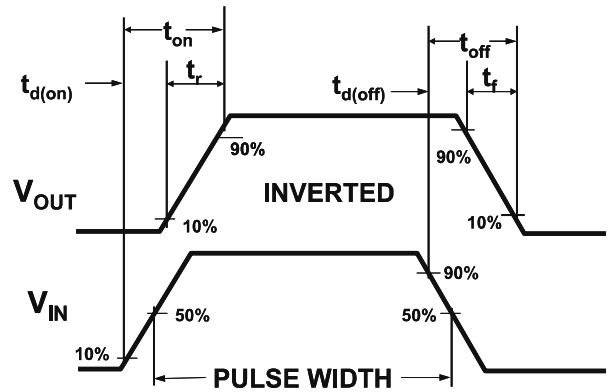 t_on
t_off
t_d(on)
t_r
t_d(off)
t_f
90%
90%
V_OUT
INVERTED
10%
10%
90%
V_IN
50%
50%
10%
PULSE WIDTH